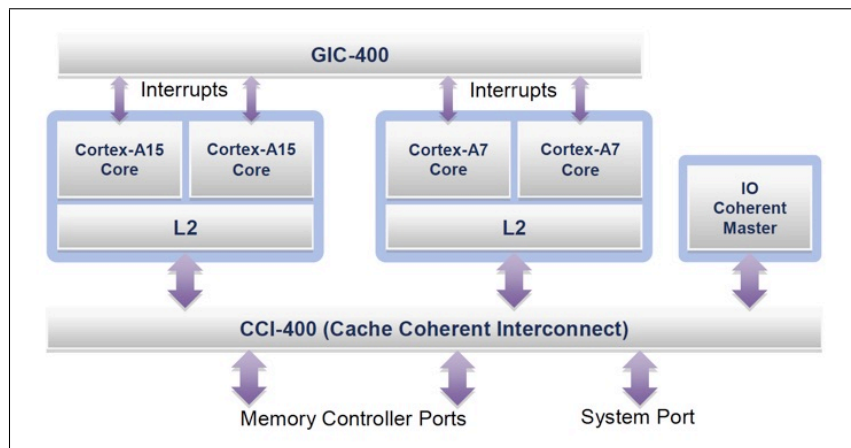 GIC-400
Interrupts
Interrupts
Cortex-A15
Core
Cortex-A15
Core
Cortex-A7
Core
Cortex-A7
Core
L2
L2
IO
Coherent
Master
CCI-400 (Cache Coherent Interconnect)
Memory Controller Ports
System Port